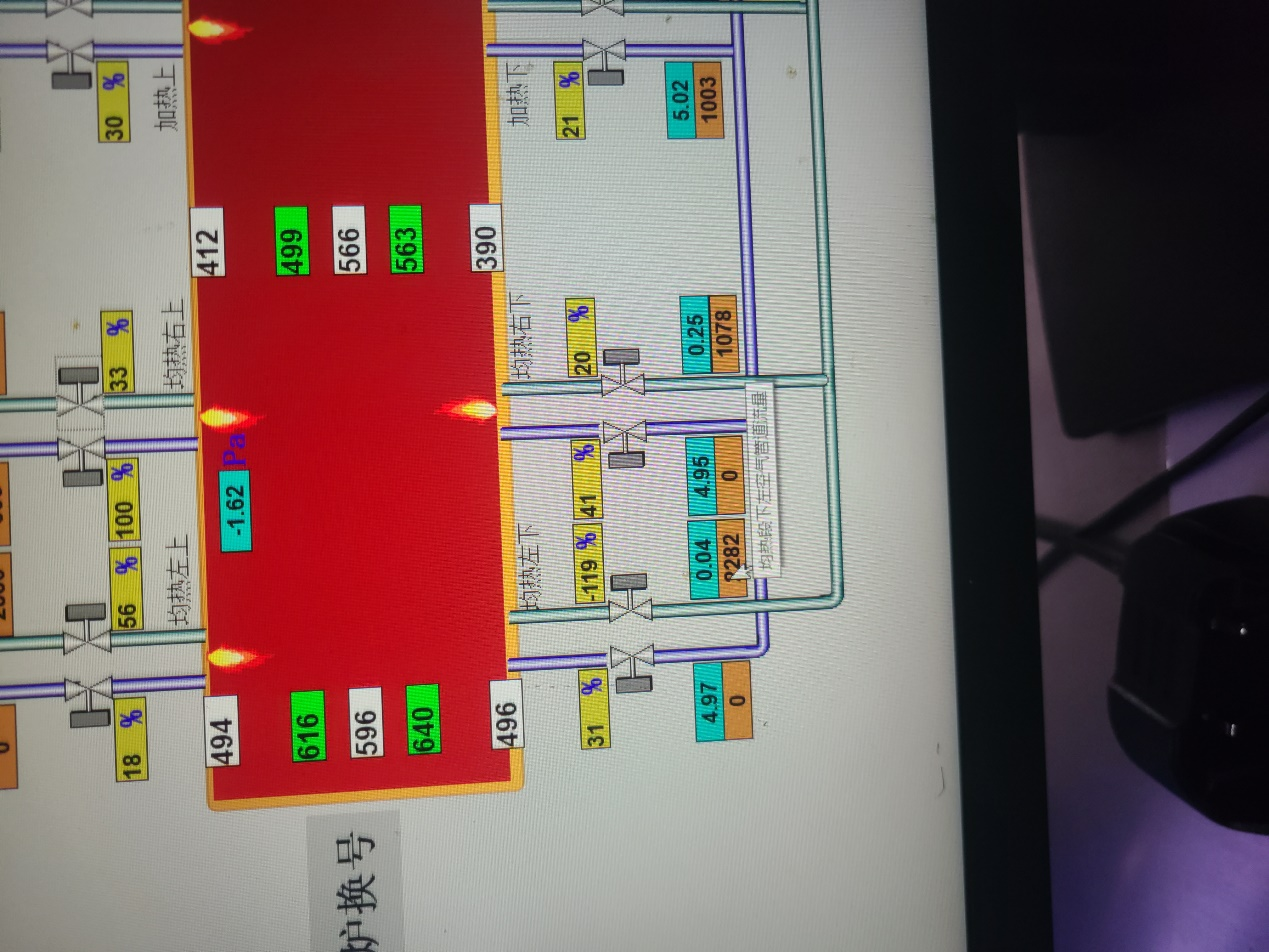 18 % 56 % 100 % 33 % 30 %
均热左上 均热右上 加热上
494 412
-1.62 Pa
616 499
炉换号 596 566
640 563
496 390
均热左下 均热右下 加热下
31 % -119 % 41 % 20 % 21 %
4.97 0.04 4.95 0.25 5.02
0 0 1078 1003
均热段下左空气管道流量